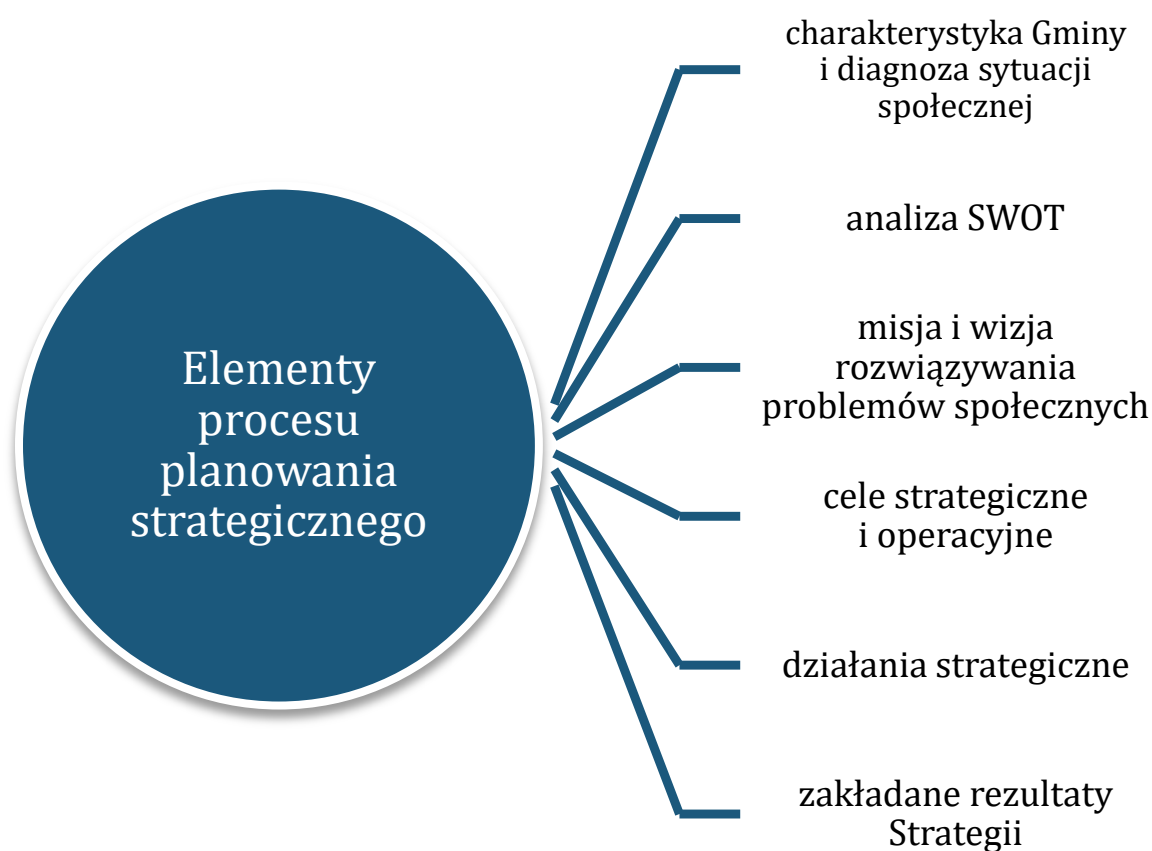 Elementy
procesu
planowania
strategicznego
charakterystyka Gminy
i diagnoza sytuacji
społecznej
analiza SWOT
misja i wizja
rozwiązywania
problemów społecznych
cele strategiczne
i operacyjne
działania strategiczne
zakładane rezultaty
Strategii